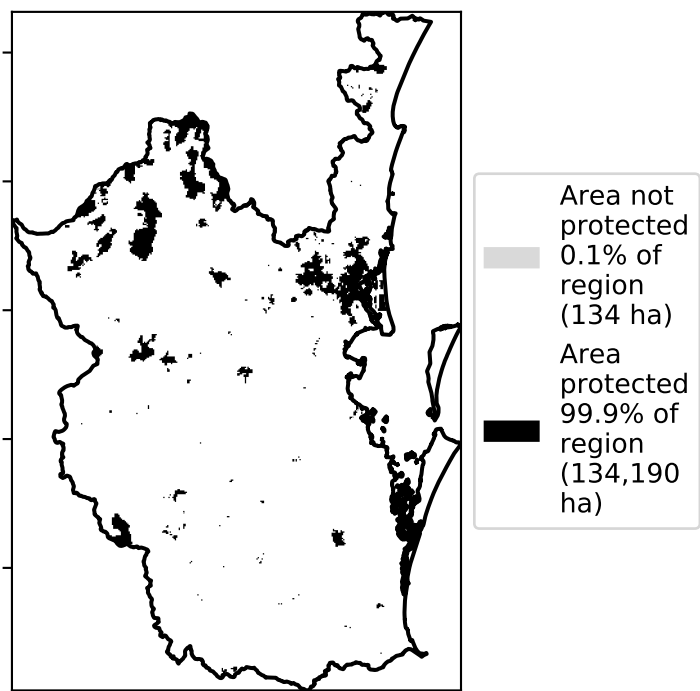 Area not
protected
0.1% of
region
(134 ha)
Area
protected
99.9% of
region
(134,190
ha)